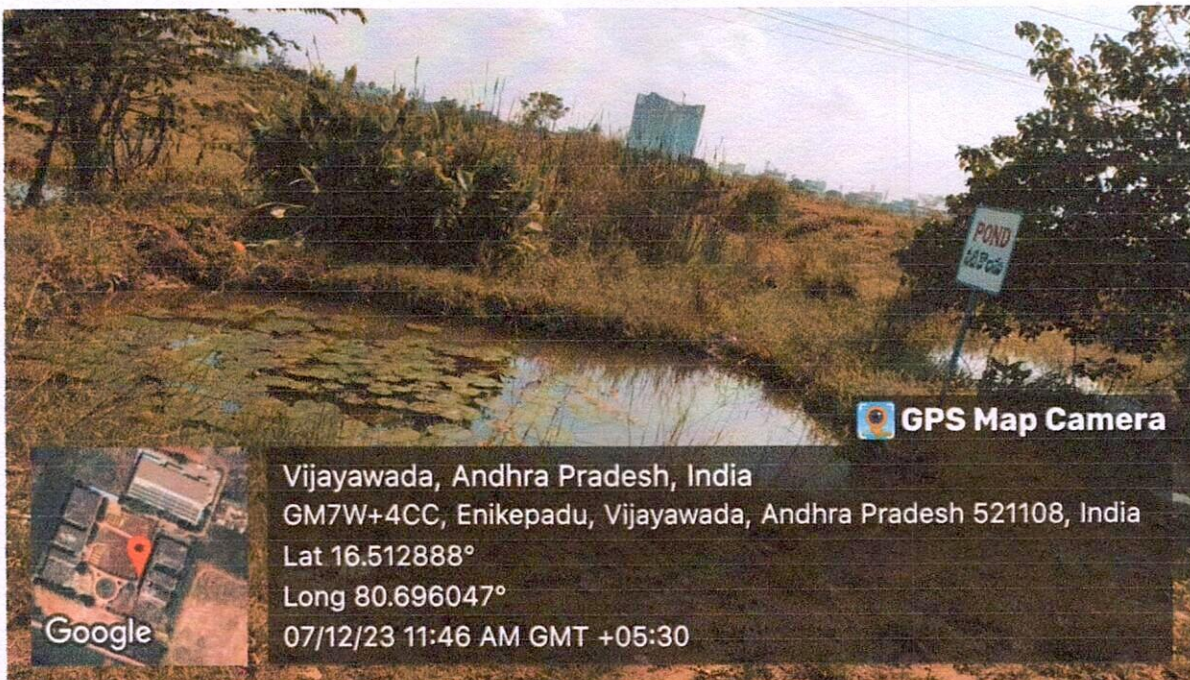 POND
GPS Map Camera
Vijayawada, Andhra Pradesh, India
GM7W+4CC, Enikepadu, Vijayawada, Andhra Pradesh 521108, India
Lat 16.512888°
Long 80.696047°
07/12/23 11:46 AM GMT +05:30
Google